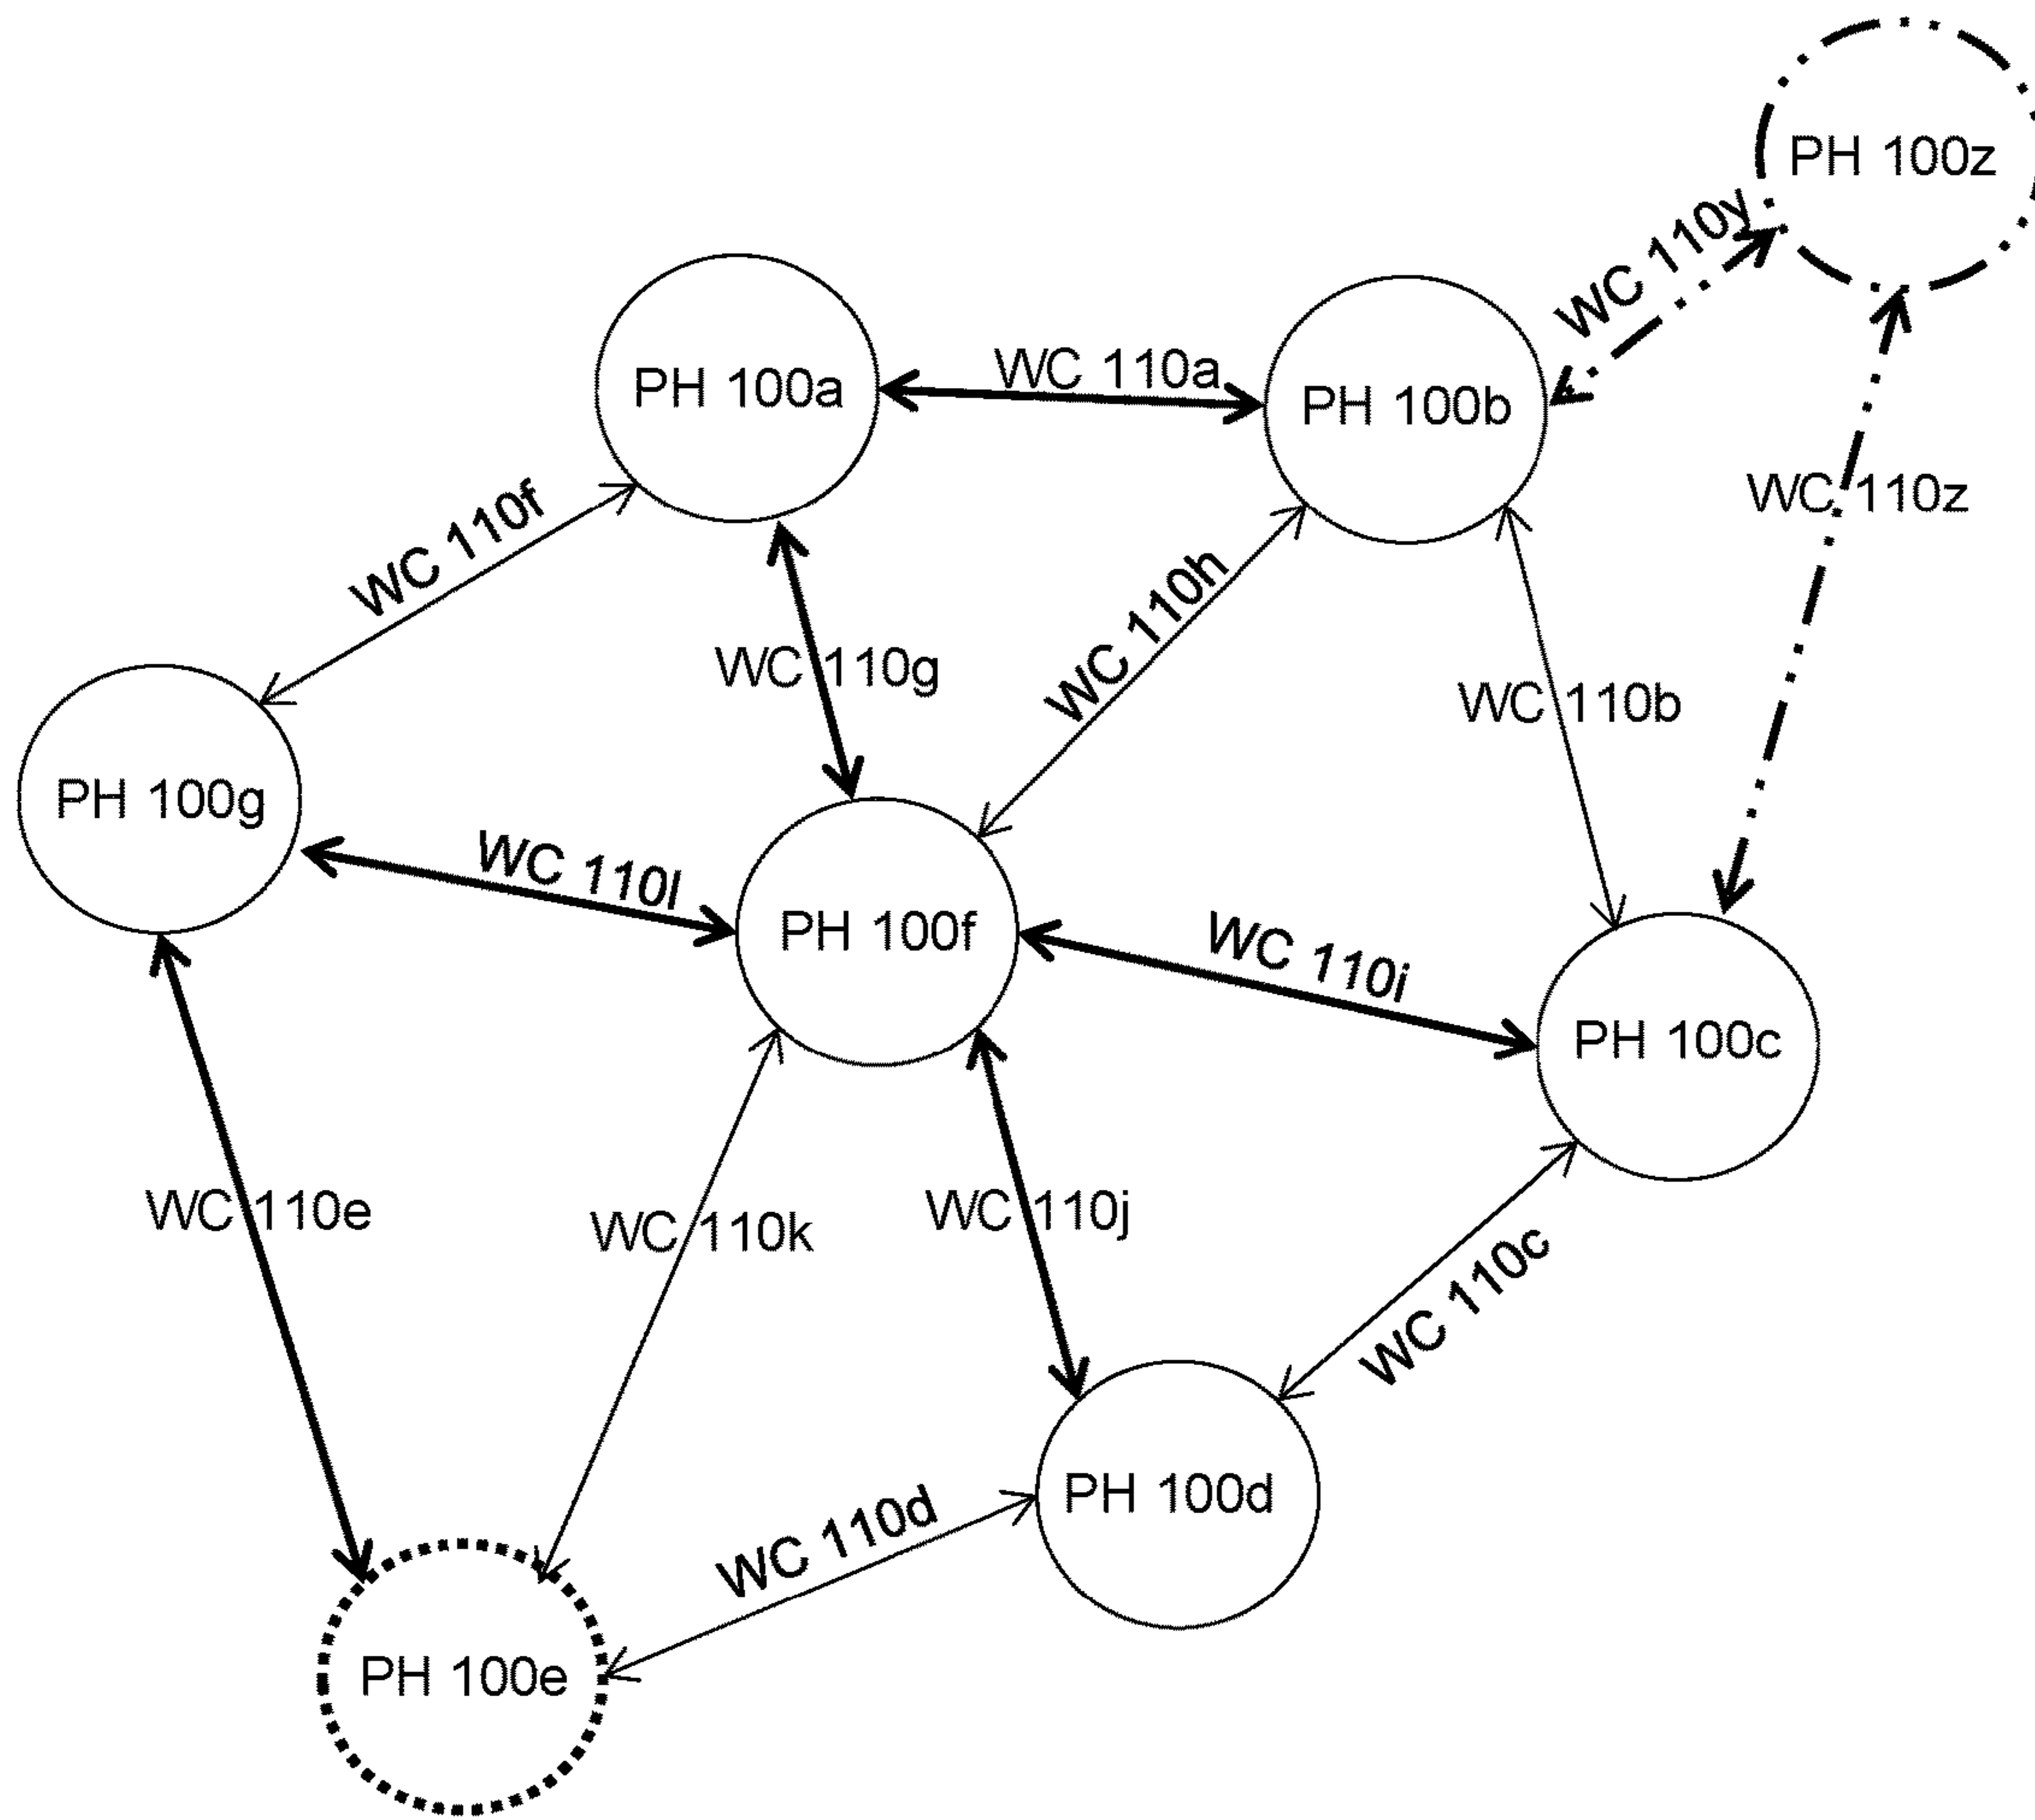 PH 100z
WC 110y
PH 100a
WC 110a
PH 100b
WC 110z
WC 110f
WC 110h
WC 110g
WC 110b
PH 100g
WC 110l
PH 100f
WC 110i
PH 100c
WC 110e
WC 110k
WC 110j
WC 110c
PH 100d
WC 110d
PH 100e